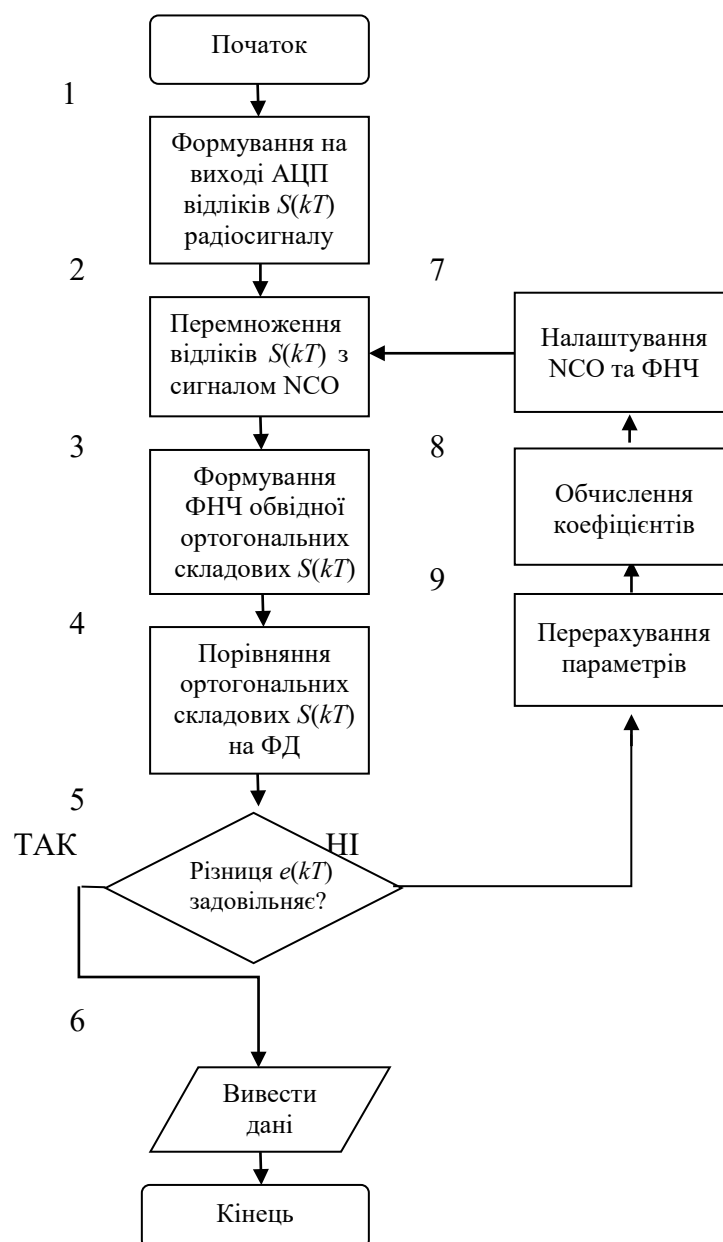 Початок
1
Формування на
виході АЦП
відліків S(kT)
радіосигналу
2
Перемноження
відліків S(kT) з
сигналом NCO
7
Налаштування
NCO та ФНЧ
3
Формування
ФНЧ обвідної
ортогональних
складових S(kT)
8
Обчислення
коефіцієнтів
4
Порівняння
ортогональних
складових S(kT)
на ФД
9
Перерахування
параметрів
5
ТАК
НІ
Різниця e(kT)
задовільняє?
6
Вивести
дані
Кінець